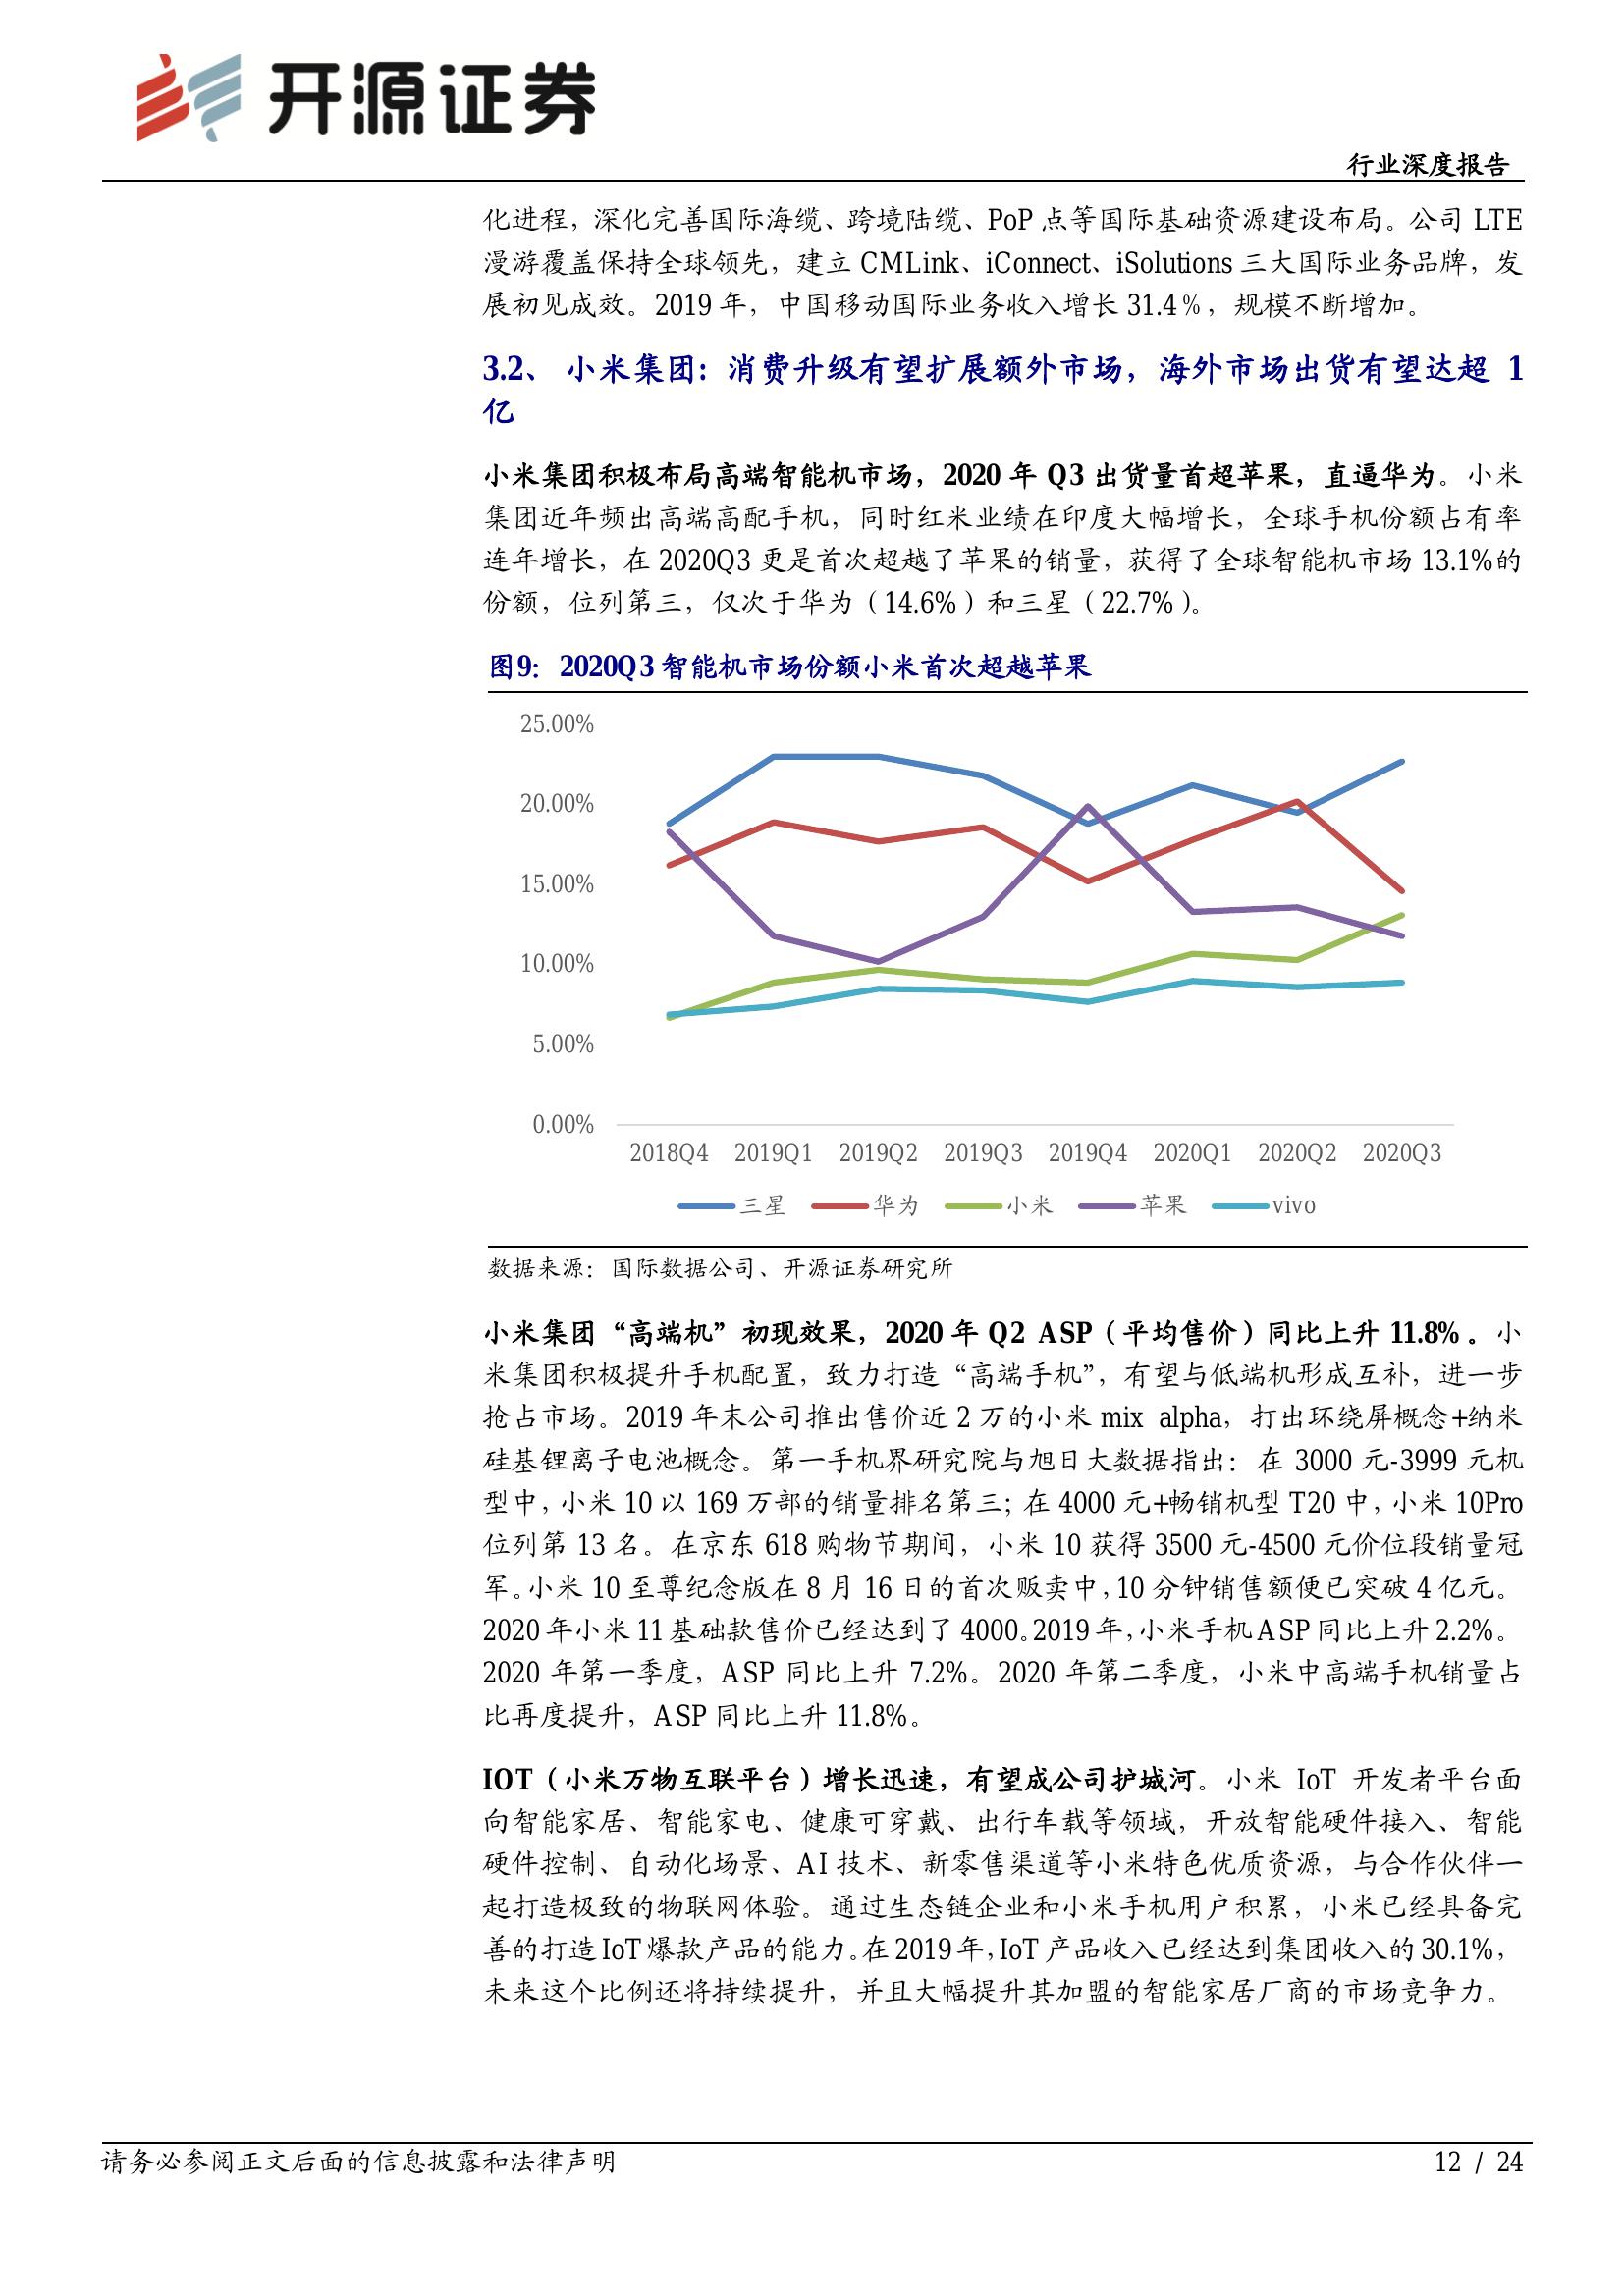 开源证券
行业深度报告
化进程，深化完善国际海缆、跨境陆缆、PoP 点等国际基础资源建设布局。公司 LTE
漫游覆盖保持全球领先，建立 CMLink、iConnect、iSolutions 三大国际业务品牌，发
展初见成效。2019 年，中国移动国际业务收入增长 31.4%，规模不断增加。
3.2、 小米集团：消费升级有望扩展额外市场，海外市场出货有望达超 1
亿
小米集团积极布局高端智能机市场，2020 年 Q3 出货量首超苹果，直逼华为。小米
集团近年频出高端高配手机，同时红米业绩在印度大幅增长，全球手机份额占有率
连年增长，在 2020Q3 更是首次超越了苹果的销量，获得了全球智能机市场 13.1%的
份额，位列第三，仅次于华为（14.6%）和三星（22.7%）。
图9： 2020Q3 智能机市场份额小米首次超越苹果
25.00%
20.00%
15.00%
10.00%
5.00%
0.00%
2018Q4 2019Q1 2019Q2 2019Q3 2019Q4 2020Q1 2020Q2 2020Q3
三星 华为 小米 苹果 vivo
数据来源：国际数据公司、开源证券研究所
小米集团“高端机”初现效果，2020 年 Q2 ASP（平均售价）同比上升 11.8%。小
米集团积极提升手机配置，致力打造“高端手机”，有望与低端机形成互补，进一步
抢占市场。2019 年末公司推出售价近 2 万的小米 mix alpha，打出环绕屏概念+纳米
硅基锂离子电池概念。第一手机界研究院与旭日大数据指出：在 3000 元-3999 元机
型中，小米 10 以 169 万部的销量排名第三；在 4000 元+畅销机型 T20 中，小米 10Pro
位列第 13 名。在京东 618 购物节期间，小米 10 获得 3500 元-4500 元价位段销量冠
军。小米 10 至尊纪念版在 8 月 16 日的首次贩卖中，10 分钟销售额便已突破 4 亿元。
2020 年小米 11 基础款售价已经达到了 4000。2019 年，小米手机 ASP 同比上升 2.2%。
2020 年第一季度，ASP 同比上升 7.2%。2020 年第二季度，小米中高端手机销量占
比再度提升，ASP 同比上升 11.8%。
IOT（小米万物互联平台）增长迅速，有望成公司护城河。小米 IoT 开发者平台面
向智能家居、智能家电、健康可穿戴、出行车载等领域，开放智能硬件接入、智能
硬件控制、自动化场景、AI 技术、新零售渠道等小米特色优质资源，与合作伙伴一
起打造极致的物联网体验。通过生态链企业和小米手机用户积累，小米已经具备完
善的打造 IoT 爆款产品的能力。在 2019 年，IoT 产品收入已经达到集团收入的 30.1%，
未来这个比例还将持续提升，并且大幅提升其加盟的智能家居厂商的市场竞争力。
请务必参阅正文后面的信息披露和法律声明
12 / 24